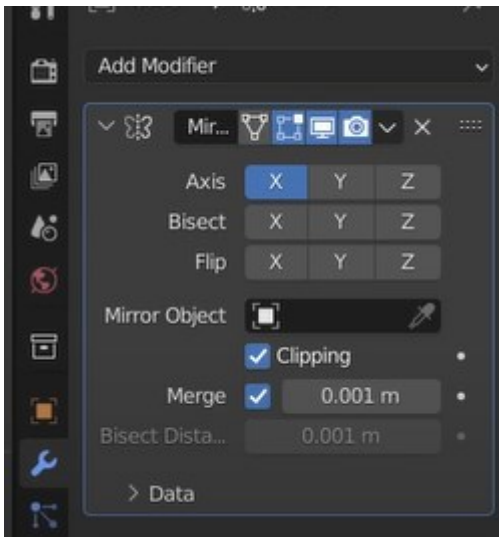 Add Modifier
Mir...
Axis X Y Z
Bisect X Y Z
Flip X Y Z
Mirror Object
Clipping
Merge 0.001 m
Bisect Dista... 0.001 m
Data